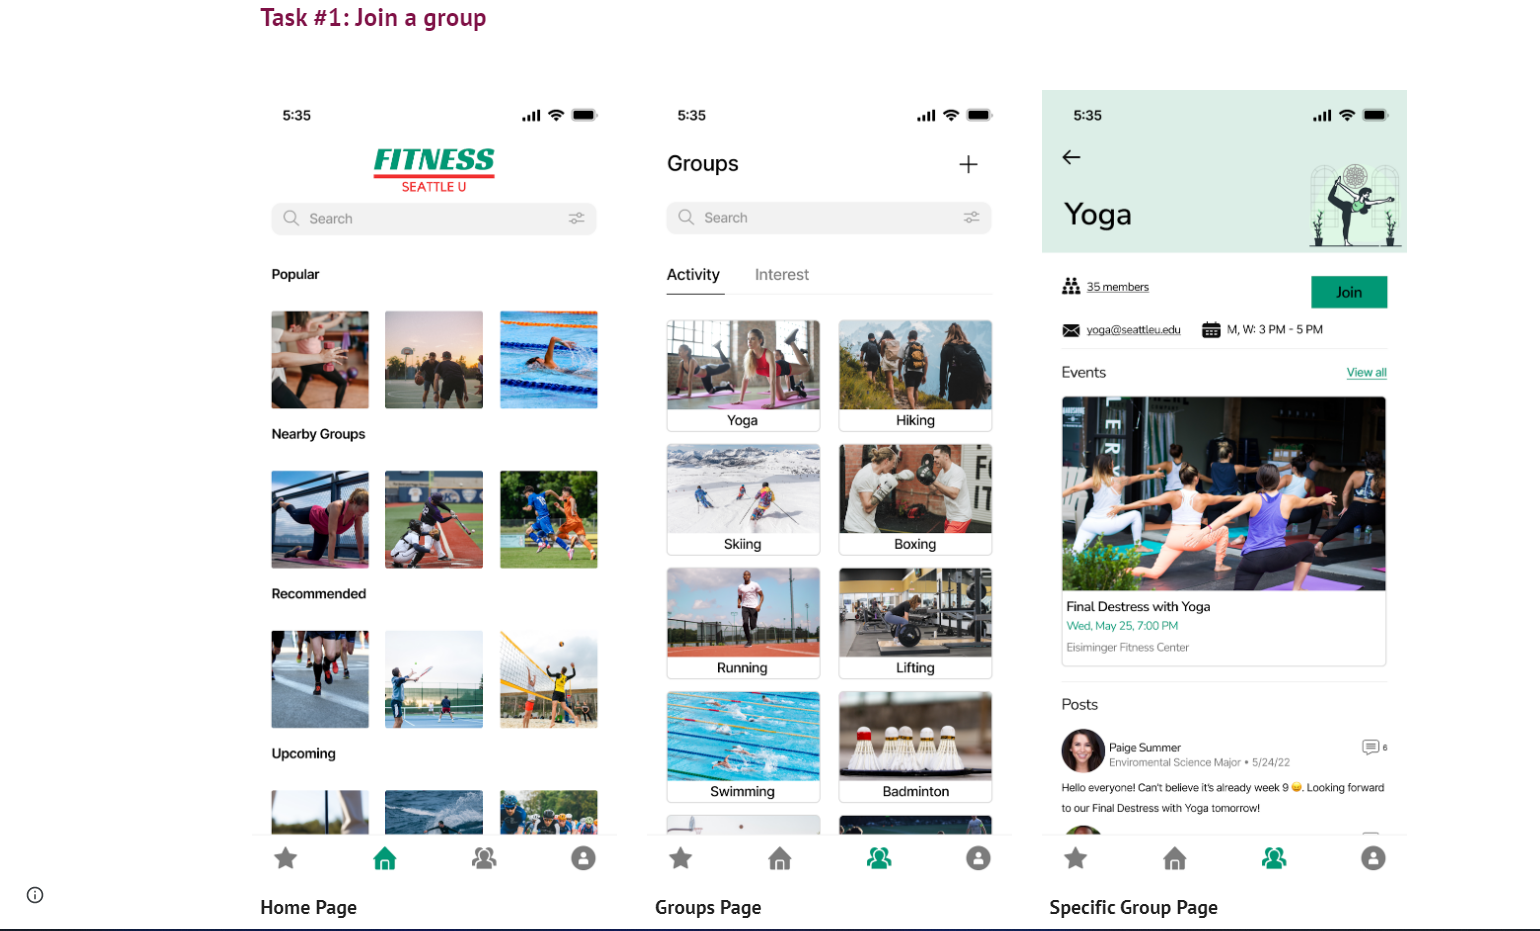 Task #1: Join a group
5:35
FITNESS
SEATTLE U
Search
Popular
Nearby Groups
Recommended
Upcoming
Home Page
5:35
Groups
Search
Activity Interest
Yoga Hiking
Skiing Boxing
Running Lifting
Swimming Badminton
Groups Page
5:35
Yoga
35 members
Join
yoga@seattleu.edu M, W: 3 PM - 5 PM
Events View all
Final Destress with Yoga
Wed, May 25, 7:00 PM
Eisiminger Fitness Center
Posts
Paige Summer 6
Enviromental Science Major • 5/24/22
Hello everyone! Can't believe it's already week 9 😄. Looking forward
to our Final Destress with Yoga tomorrow!
Specific Group Page